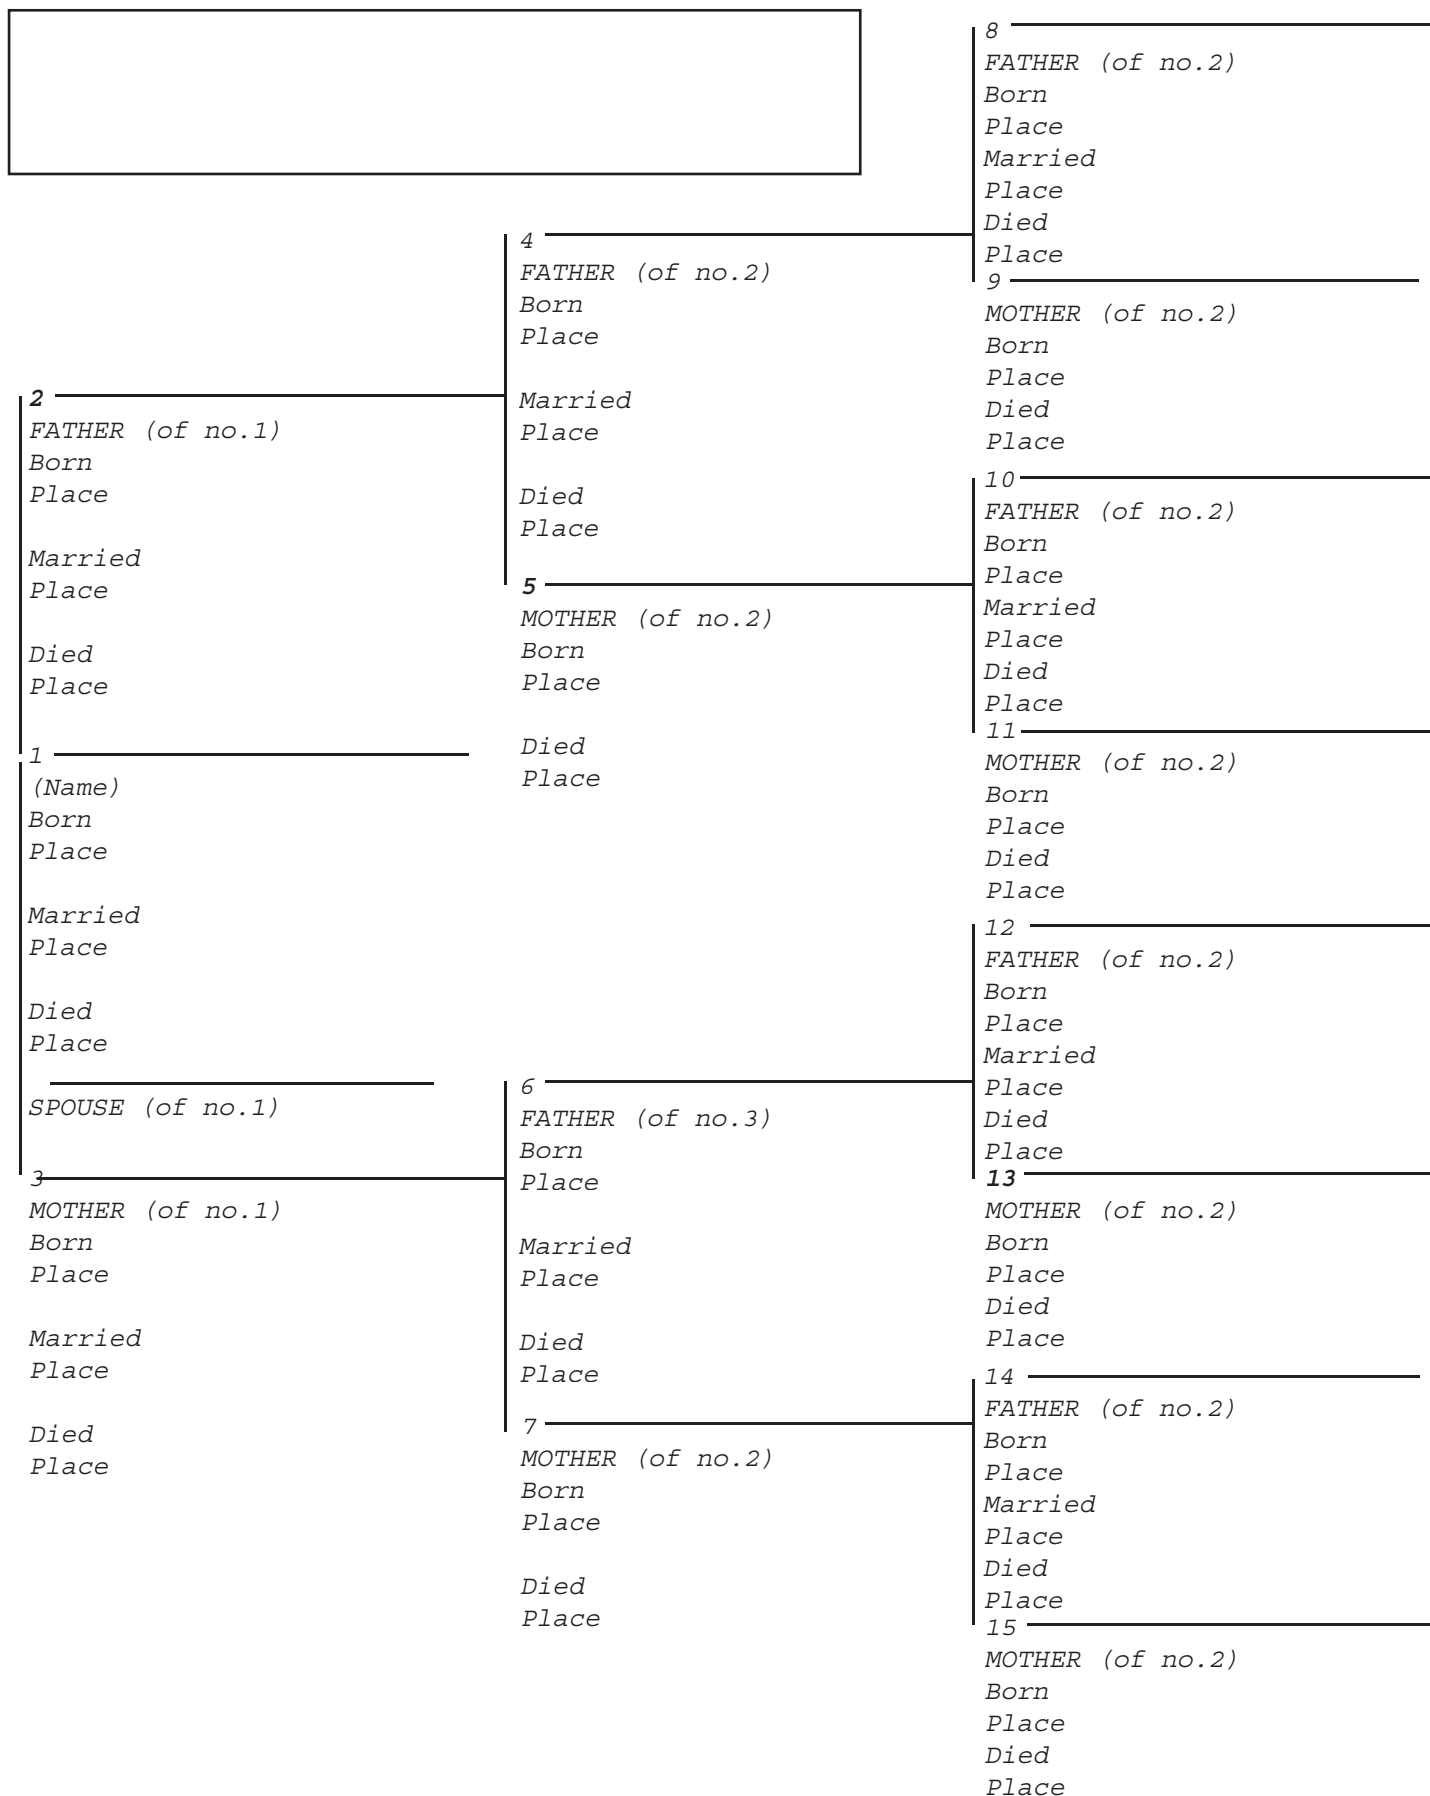 8
FATHER (of no.2)
Born
Place
Married
Place
Died
Place
9
MOTHER (of no.2)
Born
Place
Died
Place
4
FATHER (of no.2)
Born
Place
Married
Place
Died
Place
2
FATHER (of no.1)
Born
Place
Married
Place
Died
Place
10
FATHER (of no.2)
Born
Place
Married
Place
Died
Place
5
MOTHER (of no.2)
Born
Place
Died
Place
11
MOTHER (of no.2)
Born
Place
Died
Place
1
(Name)
Born
Place
Married
Place
Died
Place
SPOUSE (of no.1)
12
FATHER (of no.2)
Born
Place
Married
Place
Died
Place
6
FATHER (of no.3)
Born
Place
Married
Place
Died
Place
13
MOTHER (of no.2)
Born
Place
Died
Place
3
MOTHER (of no.1)
Born
Place
Married
Place
Died
Place
14
FATHER (of no.2)
Born
Place
Married
Place
Died
Place
7
MOTHER (of no.2)
Born
Place
Died
Place
15
MOTHER (of no.2)
Born
Place
Died
Place